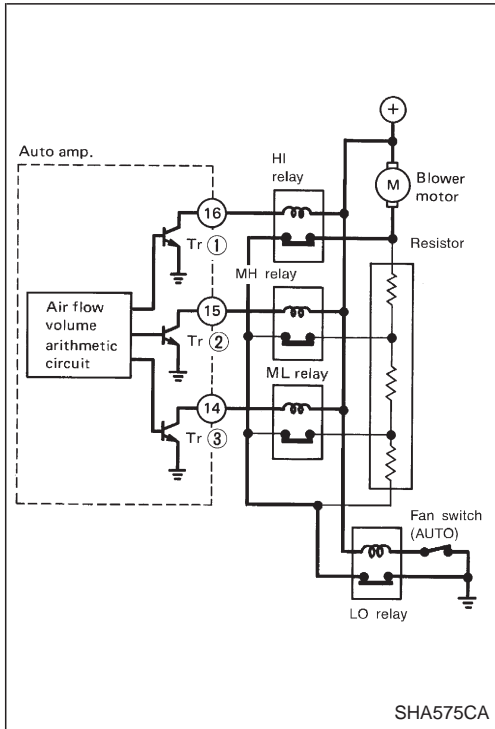 +
Auto amp.
HI
relay
M
Blower
motor
16
Tr ①
Resistor
MH relay
Air flow
volume
arithmetic
circuit
15
Tr ②
ML relay
14
Tr ③
Fan switch
(AUTO)
LO relay
SHA575CA